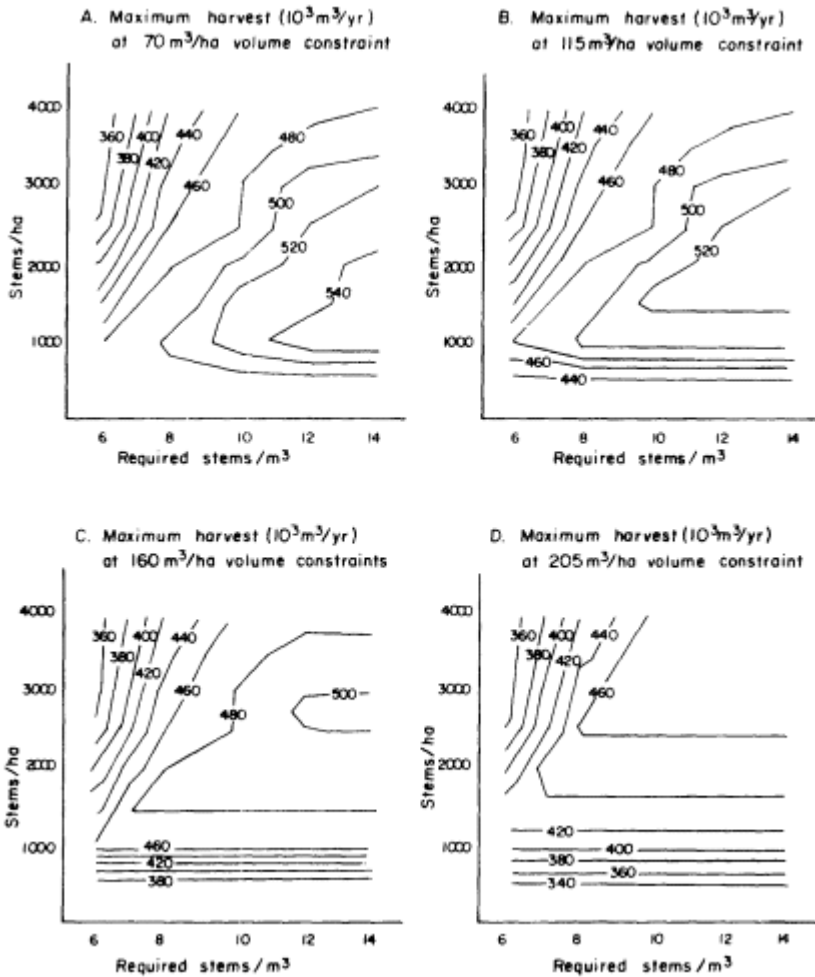 A. Maximum harvest (10³m³/yr)
at 70 m³/ha volume constraint
4000
3000
2000
1000
Stems/ha
360
380
400
420
440
460
480
500
520
540
6 8 10 12 14
Required stems/m³
B. Maximum harvest (10³m³/yr)
at 115 m³/ha volume constraint
4000
3000
2000
1000
Stems/ha
360
380
400
420
440
460
480
500
520
460
440
6 8 10 12 14
Required stems/m³
C. Maximum harvest (10³m³/yr)
at 160 m³/ha volume constraints
4000
3000
2000
1000
Stems/ha
360
380
400
420
440
460
480
500
460
420
380
6 8 10 12 14
Required stems/m³
D. Maximum harvest (10³m³/yr)
at 205 m³/ha volume constraint
4000
3000
2000
1000
Stems/ha
360
380
400
420
440
460
420
400
380
360
340
6 8 10 12 14
Required stems/m³